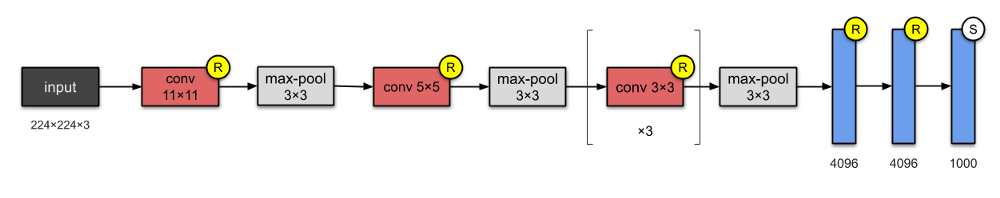 input
224×224×3
conv
11×11
R
max-pool
3×3
conv 5×5
R
max-pool
3×3
conv 3×3
R
×3
max-pool
3×3
R
4096
R
4096
S
1000